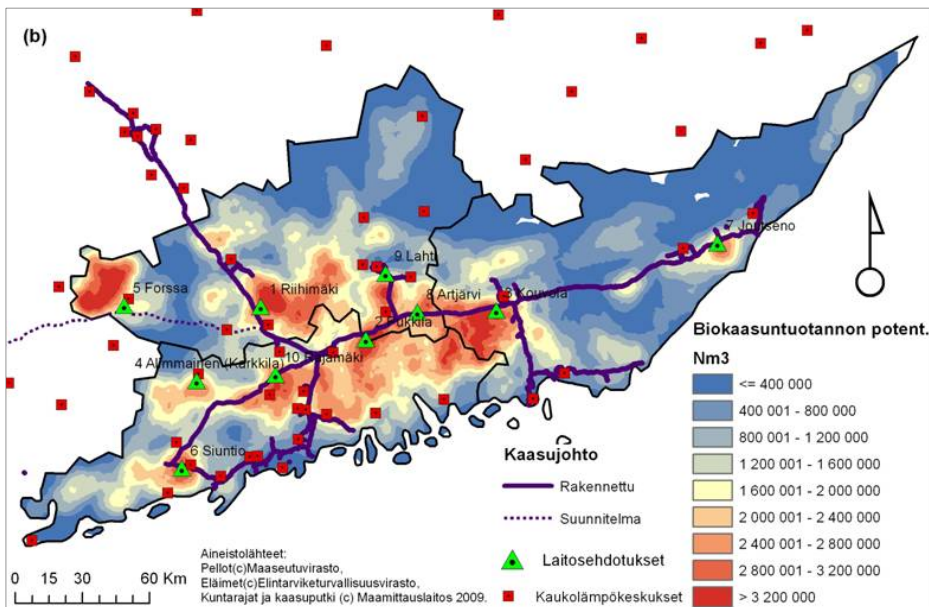 (b)
7 Joutseno
9 Lahti
5 Forssa
1 Riihimäki
8 Artjärvi
3 Kouvola
2 Pukkila
4 Alimmainen (Karkkila)
10 Rajamäki
6 Siuntio
Biokaasuntuotannon potent.
Nm3
<= 400 000
400 001 - 800 000
800 001 - 1 200 000
1 200 001 - 1 600 000
1 600 001 - 2 000 000
2 000 001 - 2 400 000
2 400 001 - 2 800 000
2 800 001 - 3 200 000
> 3 200 000
Kaasujohto
Rakennettu
Suunnitelma
Laitosehdotukset
Kaukolämpökeskukset
Aineistolähteet:
Pellot(c)Maaseutuvirasto,
Eläimet(c)Elintarviketurvallisuusvirasto,
Kuntarajat ja kaasuputki (c) Maamittauslaitos 2009.
0 15 30 60 Km